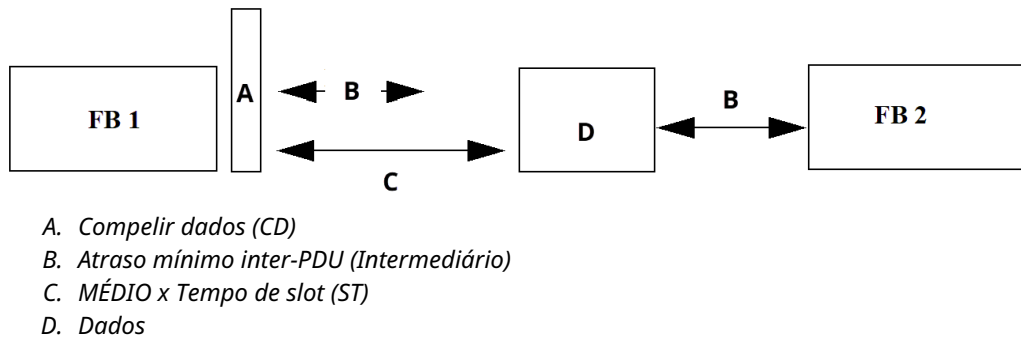 FB 1
A
B
C
D
B
FB 2
A. Compelir dados (CD)
B. Atraso mínimo inter-PDU (Intermediário)
C. MÉDIO x Tempo de slot (ST)
D. Dados